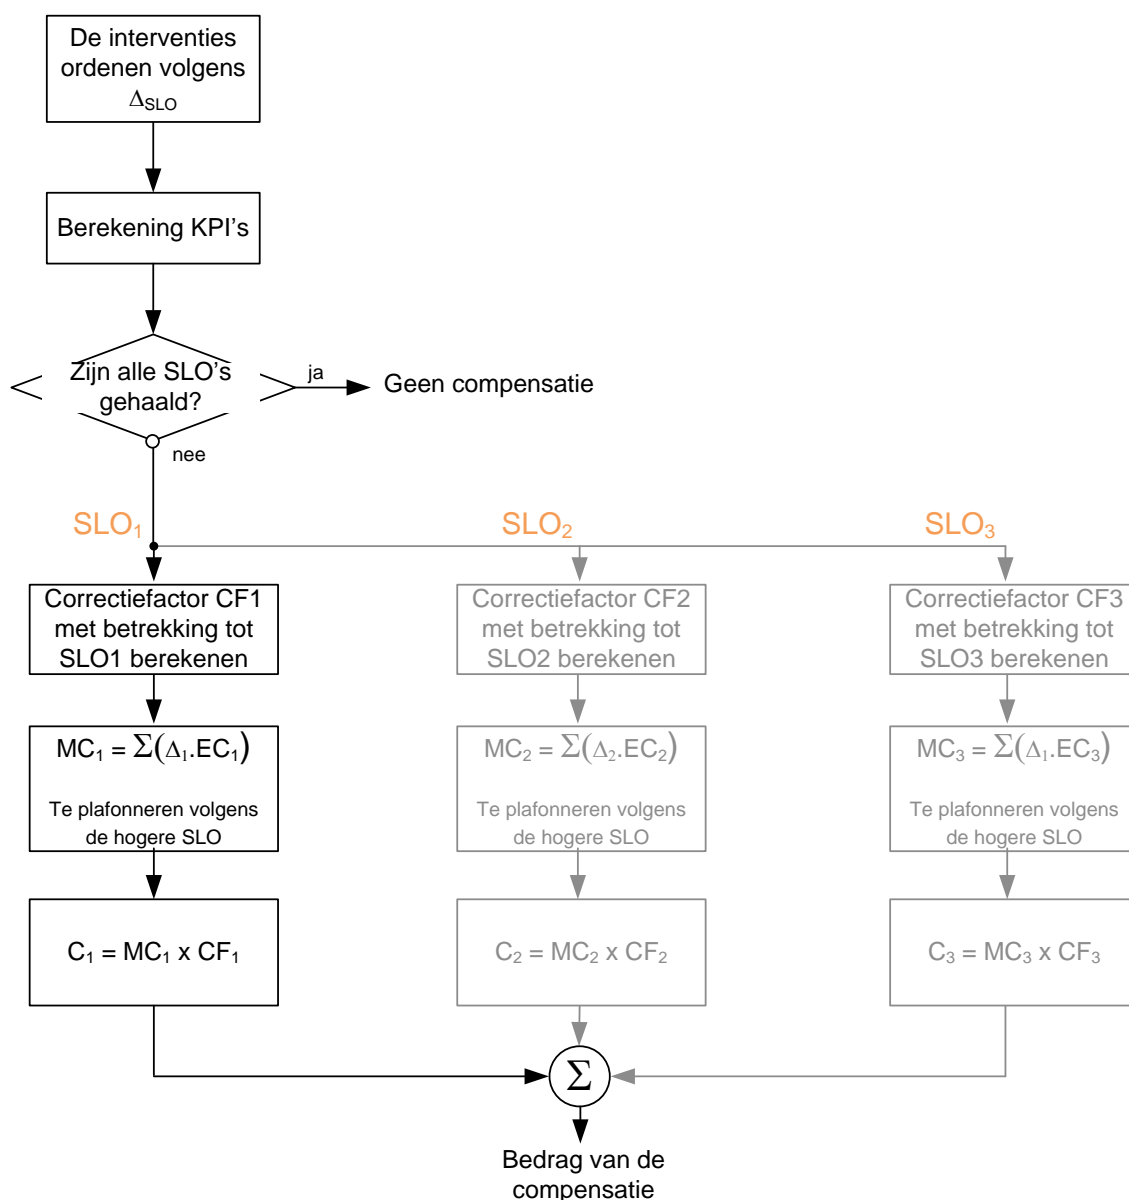 De interventies
ordenen volgens
Δ_SLO
Berekening KPI's
Zijn alle SLO's
gehaald?
ja
Geen compensatie
nee
SLO₁
SLO₂
SLO₃
Correctiefactor CF1
met betrekking tot
SLO1 berekenen
Correctiefactor CF2
met betrekking tot
SLO2 berekenen
Correctiefactor CF3
met betrekking tot
SLO3 berekenen
MC₁ = Σ(Δ₁.EC₁)
Te plafonneren volgens
de hogere SLO
MC₂ = Σ(Δ₂.EC₂)
Te plafonneren volgens
de hogere SLO
MC₃ = Σ(Δ₁.EC₃)
Te plafonneren volgens
de hogere SLO
C₁ = MC₁ x CF₁
C₂ = MC₂ x CF₂
C₃ = MC₃ x CF₃
Σ
Bedrag van de
compensatie